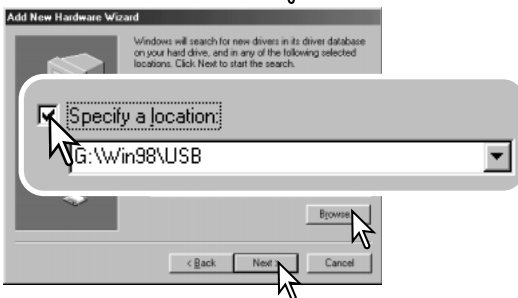 Add New Hardware Wizard
Windows will search for new drivers in its driver database
on your hard drive, and in any of the following selected
locations. Click Next to start the search.
Specify a location:
G:\Win98\USB
Browse
< Back Next > Cancel